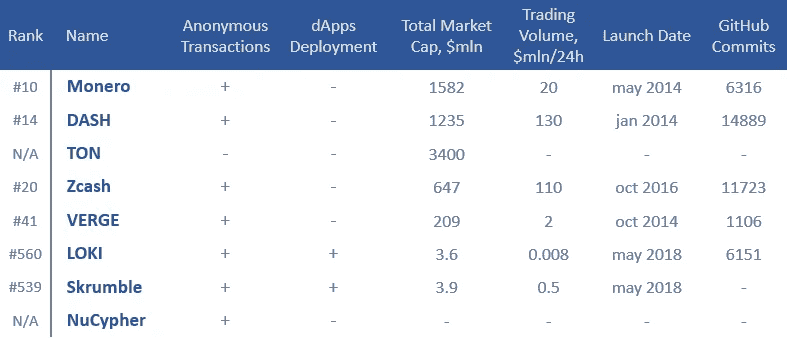 Rank Name Anonymous Transactions dApps Deployment Total Market Cap, $mln Trading Volume, $mln/24h Launch Date GitHub Commits
#10 Monero + - 1582 20 may 2014 6316
#14 DASH + - 1235 130 jan 2014 14889
N/A TON - - 3400 - - -
#20 Zcash + - 647 110 oct 2016 11723
#41 VERGE + - 209 2 oct 2014 1106
#560 LOKI + + 3.6 0.008 may 2018 6151
#539 Skrumble + + 3.9 0.5 may 2018 -
N/A NuCypher + - - - - -